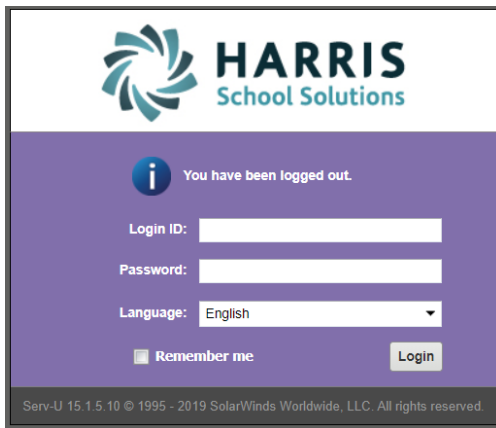 HARRIS
School Solutions
i
You have been logged out.
Login ID:
Password:
Language: English
Remember me Login
Serv-U 15.1.5.10 © 1995 - 2019 SolarWinds Worldwide, LLC. All rights reserved.